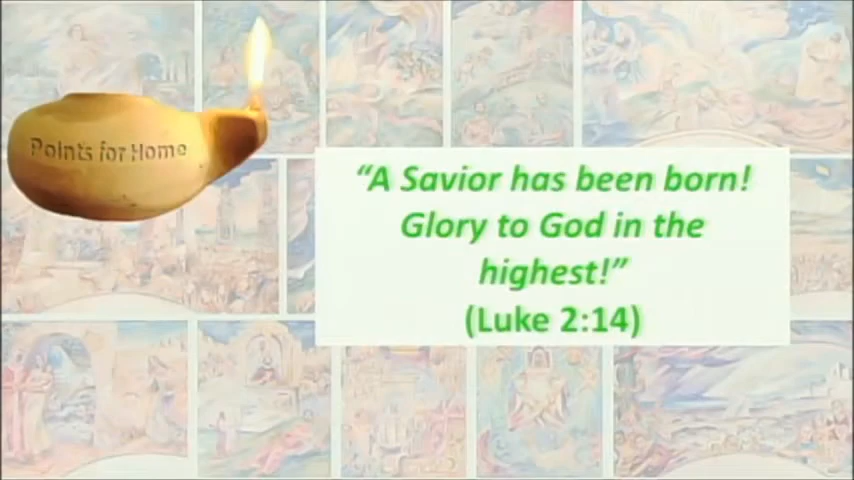 Points for Home
“A Savior has been born!
Glory to God in the
highest!”
(Luke 2:14)